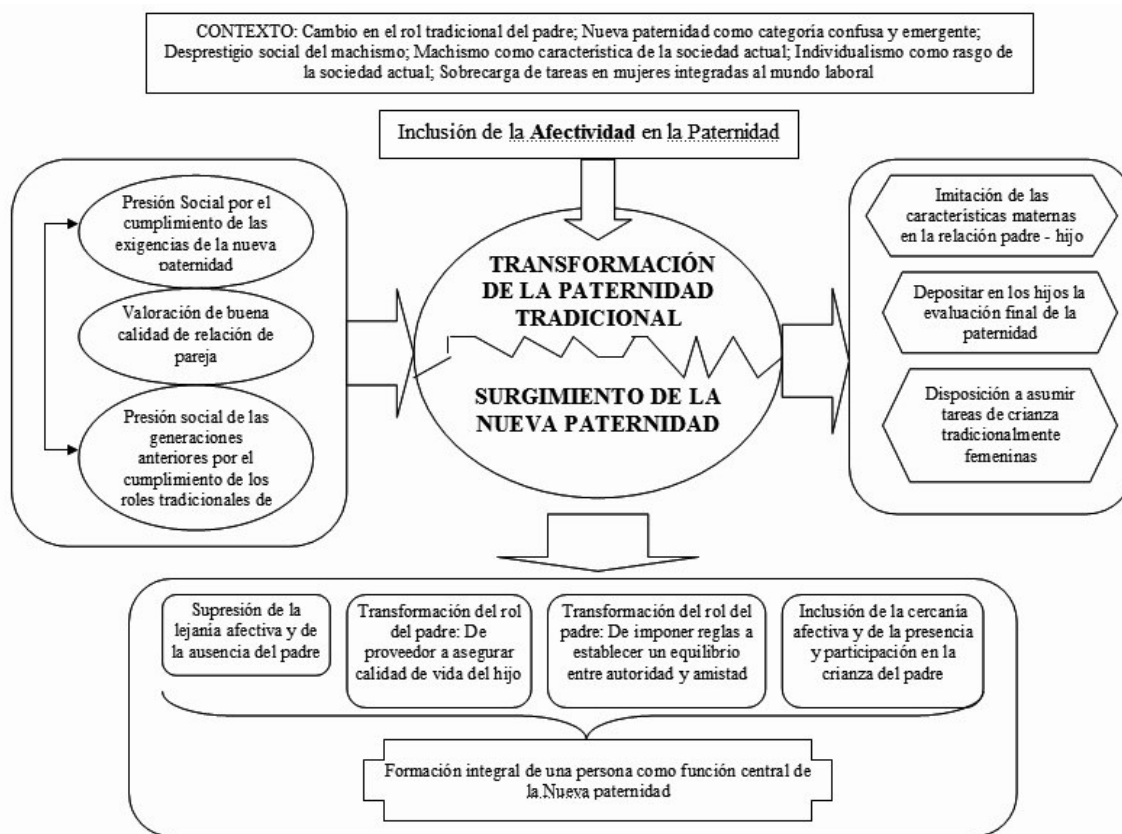 CONTEXTO: Cambio en el rol tradicional del padre; Nueva paternidad como categoría confusa y emergente;
Desprestigio social del machismo; Machismo como característica de la sociedad actual; Individualismo como rasgo de
la sociedad actual; Sobrecarga de tareas en mujeres integradas al mundo laboral
Inclusión de la Afectividad en la Paternidad
Presión Social por el
cumplimiento de las
exigencias de la nueva
paternidad
Valoración de buena
calidad de relación de
pareja
Presión social de las
generaciones
anteriores por el
cumplimiento de los
roles tradicionales de
TRANSFORMACIÓN
DE LA PATERNIDAD
TRADICIONAL
SURGIMIENTO DE LA
NUEVA PATERNIDAD
Imitación de las
características maternas
en la relación padre - hijo
Depositar en los hijos la
evaluación final de la
paternidad
Disposición a asumir
tareas de crianza
tradicionalmente
femeninas
Supresión de la
lejanía afectiva y de
la ausencia del padre
Transformación del rol
del padre: De
proveedor a asegurar
calidad de vida del hijo
Transformación del rol del
padre: De imponer reglas a
establecer un equilibrio
entre autoridad y amistad
Inclusión de la cercanía
afectiva y de la presencia
y participación en la
crianza del padre
Formación integral de una persona como función central de
la Nueva paternidad